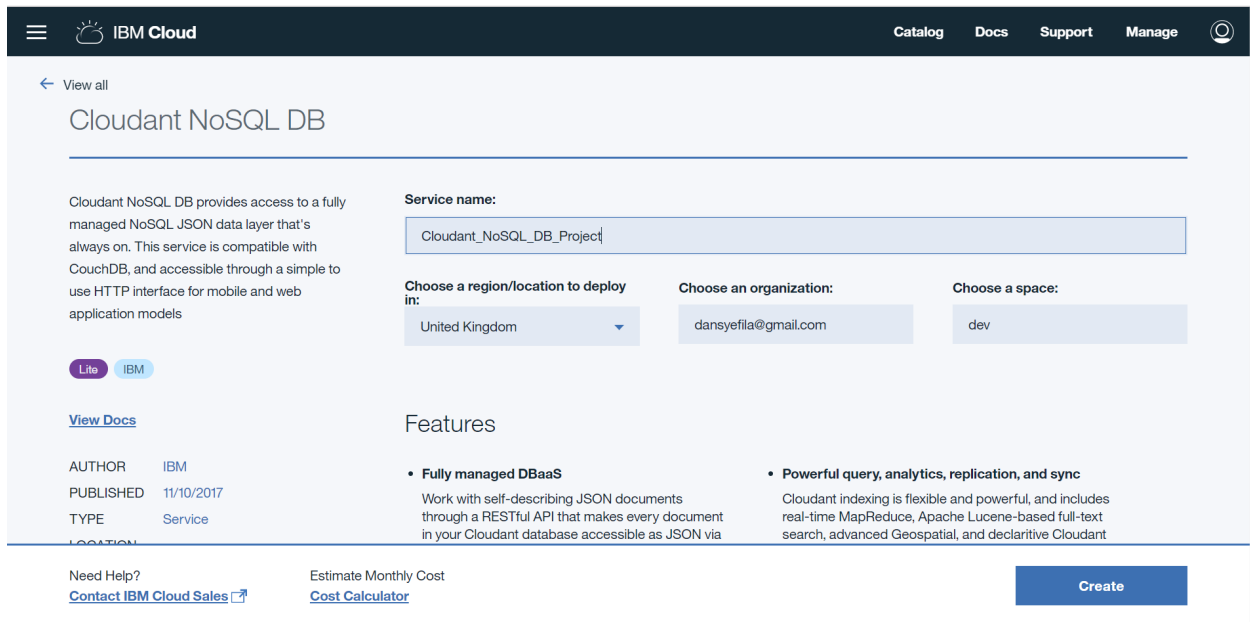 IBM Cloud
Catalog
Docs
Support
Manage
View all
Cloudant NoSQL DB
Cloudant NoSQL DB provides access to a fully
managed NoSQL JSON data layer that's
always on. This service is compatible with
CouchDB, and accessible through a simple to
use HTTP interface for mobile and web
application models
Lite
IBM
View Docs
AUTHOR IBM
PUBLISHED 11/10/2017
TYPE Service
LOCATION
Service name:
Cloudant_NoSQL_DB_Project
Choose a region/location to deploy
in:
United Kingdom
Choose an organization:
dansyefila@gmail.com
Choose a space:
dev
Features
• Fully managed DBaaS
Work with self-describing JSON documents
through a RESTful API that makes every document
in your Cloudant database accessible as JSON via
• Powerful query, analytics, replication, and sync
Cloudant indexing is flexible and powerful, and includes
real-time MapReduce, Apache Lucene-based full-text
search, advanced Geospatial, and declaritive Cloudant
Need Help?
Contact IBM Cloud Sales
Estimate Monthly Cost
Cost Calculator
Create